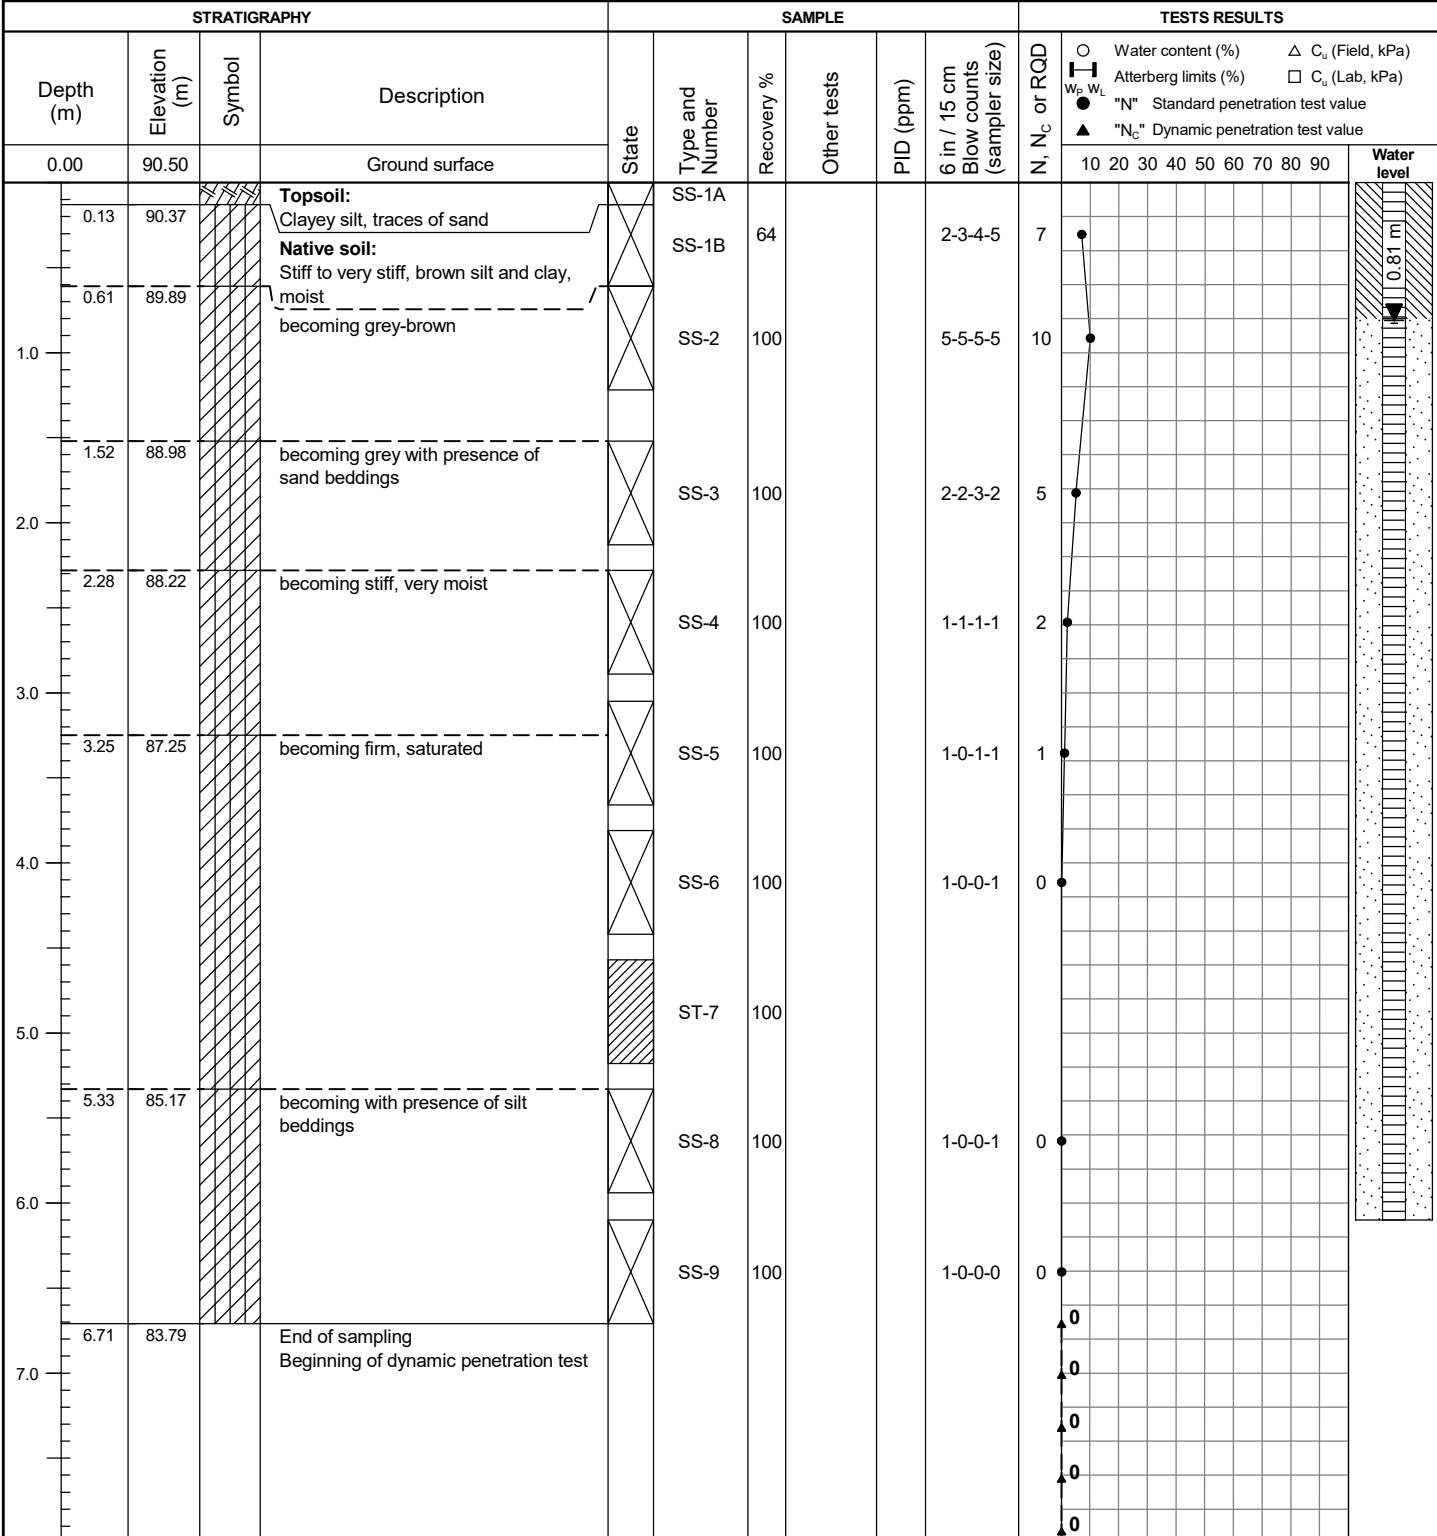 STRATIGRAPHY SAMPLE TESTS RESULTS
Depth (m)
Elevation (m)
Symbol
Description
State
Type and Number
Recovery %
Other tests
PID (ppm)
6 in / 15 cm Blow counts (sampler size)
N, NC or RQD
Water content (%) Cu (Field, kPa)
Atterberg limits (%) Cu (Lab, kPa)
WP WL
"N" Standard penetration test value
"NC" Dynamic penetration test value
0.00 90.50 Ground surface
10 20 30 40 50 60 70 80 90
Water level
Topsoil:
SS-1A
0.13 90.37 Clayey silt, traces of sand
Native soil:
SS-1B 64 2-3-4-5 7
0.81 m
Stiff to very stiff, brown silt and clay,
0.61 89.89 moist
becoming grey-brown
SS-2 100 5-5-5-5 10
1.0
1.52 88.98 becoming grey with presence of
sand beddings
SS-3 100 2-2-3-2 5
2.0
2.28 88.22 becoming stiff, very moist
SS-4 100 1-1-1-1 2
3.0
3.25 87.25 becoming firm, saturated
SS-5 100 1-0-1-1 1
4.0
SS-6 100 1-0-0-1 0
ST-7 100
5.0
5.33 85.17 becoming with presence of silt
beddings
SS-8 100 1-0-0-1 0
6.0
SS-9 100 1-0-0-0 0
0
6.71 83.79 End of sampling
Beginning of dynamic penetration test
7.0
0
0
0
0